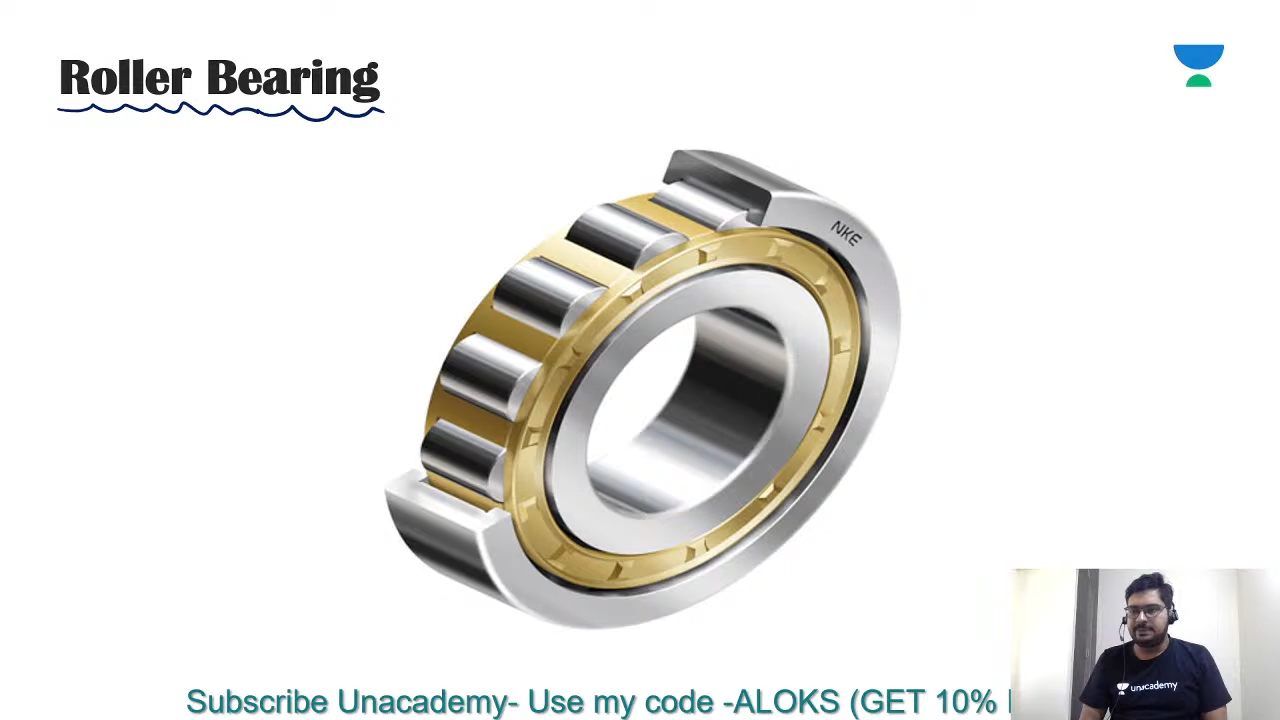 Roller Bearing
NKE
unacademy
Subscribe Unacademy- Use my code -ALOKS (GET 10%